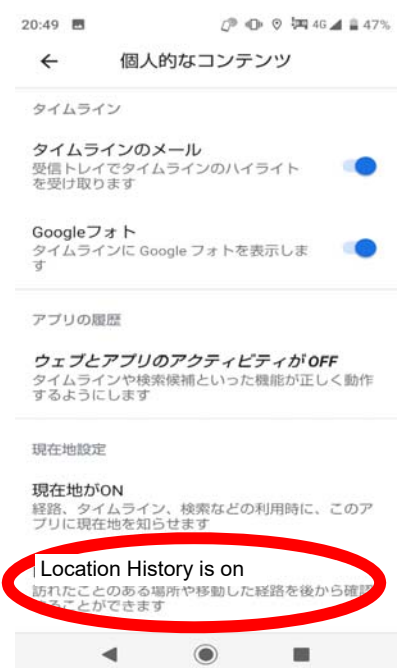 20:49 4G 47%
個人的なコンテンツ
タイムライン
タイムラインのメール
受信トレイでタイムラインのハイライト
を受け取ります
Googleフォト
タイムラインに Google フォトを表示しま
す
アプリの履歴
ウェブとアプリのアクティビティが OFF
タイムラインや検索候補といった機能が正しく動作
するようにします
現在地設定
現在地がON
経路、タイムライン、検索などの利用時に、このア
プリに現在地を知らせます
Location History is on
訪れたことのある場所や移動した経路を後から確認
することができます